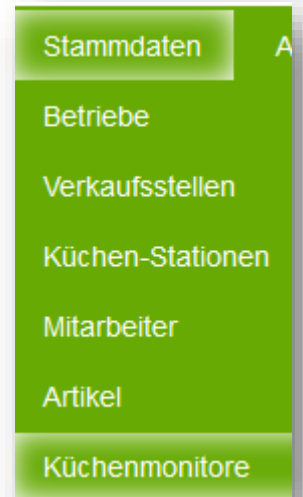 Stammdaten A
Betriebe
Verkaufsstellen
Küchen-Stationen
Mitarbeiter
Artikel
Küchenmonitore